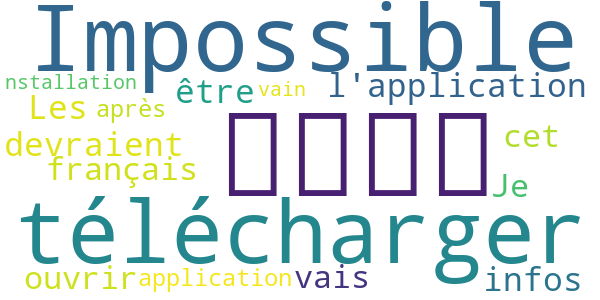 Impossible
nstallation
être
vain
l'application
Les
après
devraient
français
cet
Je
télécharger
ouvrir
application
vais
infos